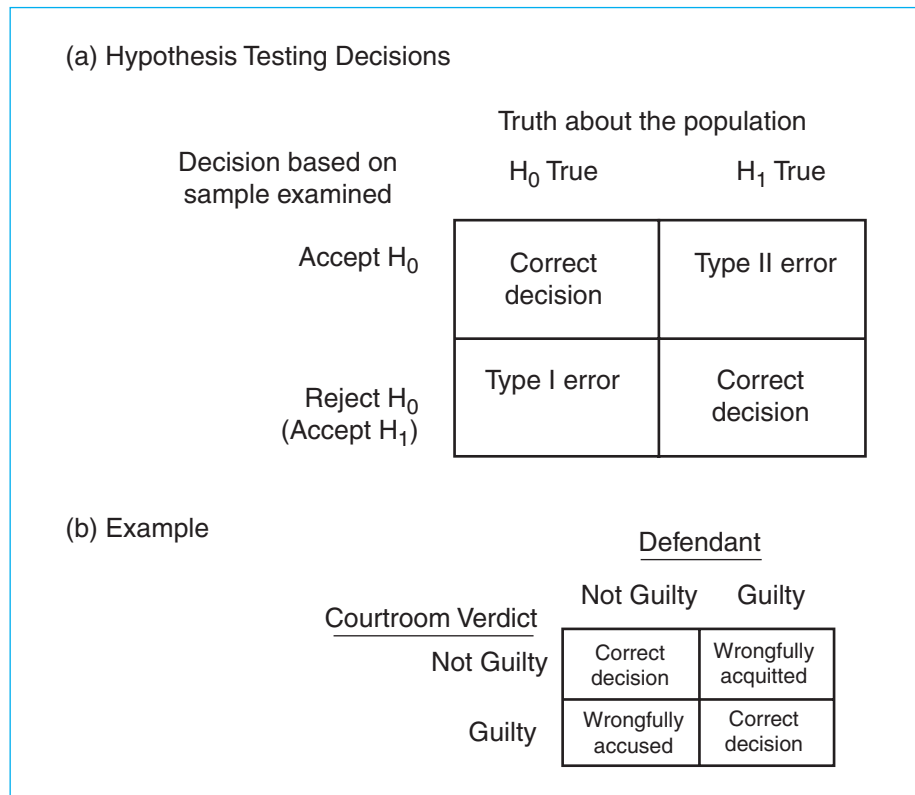 (a) Hypothesis Testing Decisions
Truth about the population
Decision based on
sample examined
H₀ True
H₁ True
Accept H₀
Correct
decision
Type II error
Reject H₀
(Accept H₁)
Type I error
Correct
decision
(b) Example
Defendant
Not Guilty
Guilty
Courtroom Verdict
Not Guilty
Correct
decision
Wrongfully
acquitted
Guilty
Wrongfully
accused
Correct
decision